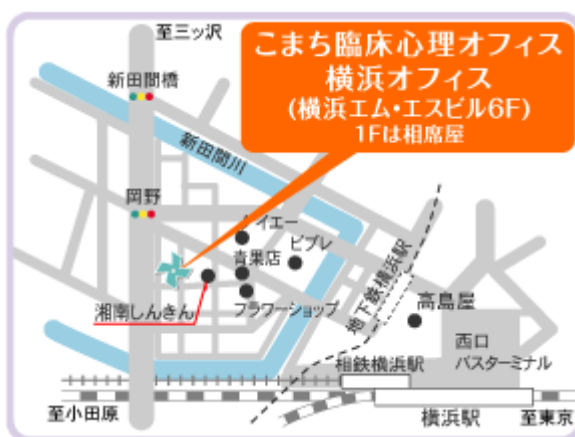 至三ッ沢
こまち臨床心理オフィス
横浜オフィス
(横浜エム・エスビル6F)
1Fは相席屋
新田間橋
新田間川
岡野
イエー
ビブレ
青果店
地下鉄横浜駅
高島屋
湘南しんきん
フラワーショップ
西口
バスターミナル
相鉄横浜駅
至小田原
横浜駅
至東京